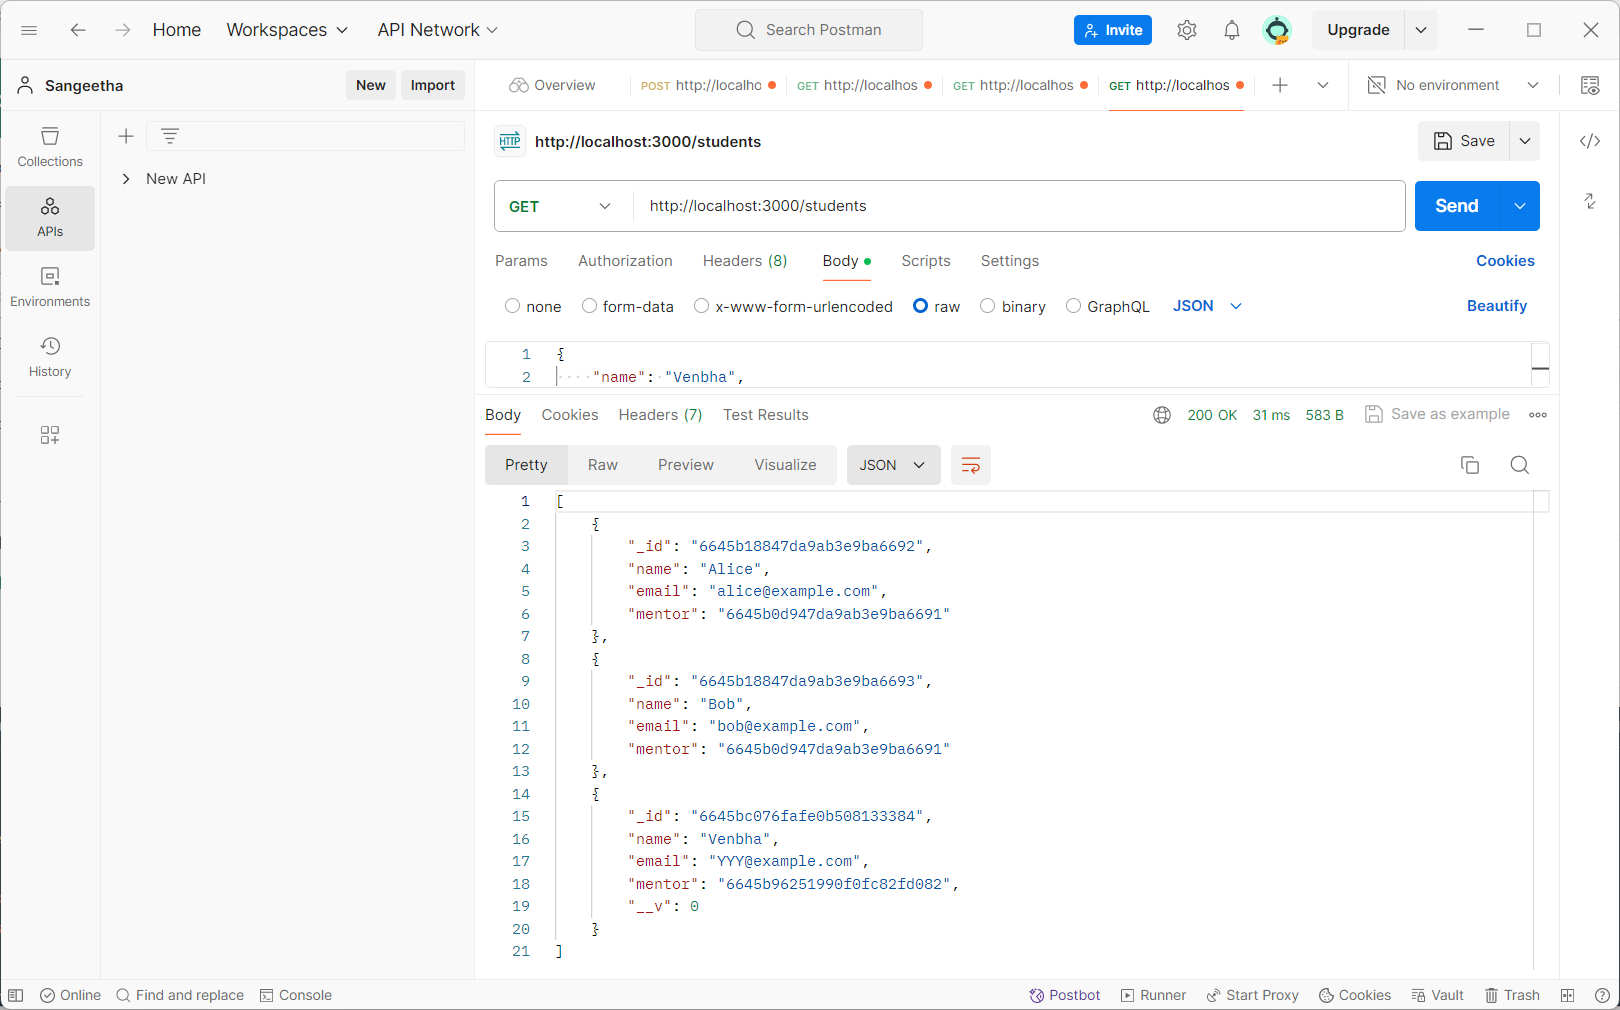 Home Workspaces API Network Search Postman Invite Upgrade
Sangeetha New Import Overview POST http://localho GET http://localhos GET http://localhos GET http://localhos No environment
Collections
APIs
Environments
History
New API
HTTP http://localhost:3000/students Save
GET http://localhost:3000/students Send
Params Authorization Headers (8) Body Scripts Settings Cookies
none form-data x-www-form-urlencoded raw binary GraphQL JSON Beautify
1 {
2 "name": "Venbha",
Body Cookies Headers (7) Test Results 200 OK 31 ms 583 B Save as example
Pretty Raw Preview Visualize JSON
1 [
2 {
3 "_id": "6645b18847da9ab3e9ba6692",
4 "name": "Alice",
5 "email": "alice@example.com",
6 "mentor": "6645b0d947da9ab3e9ba6691"
7 },
8 {
9 "_id": "6645b18847da9ab3e9ba6693",
10 "name": "Bob",
11 "email": "bob@example.com",
12 "mentor": "6645b0d947da9ab3e9ba6691"
13 },
14 {
15 "_id": "6645bc076fafe0b508133384",
16 "name": "Venbha",
17 "email": "YYY@example.com",
18 "mentor": "6645b96251990f0fc82fd082",
19 "__v": 0
20 }
21 ]
Online Find and replace Console Postbot Runner Start Proxy Cookies Vault Trash